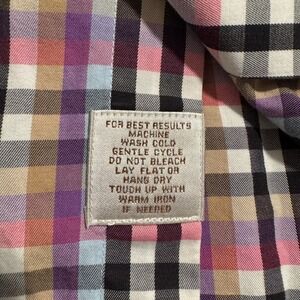 FOR BEST RESULTS
MACHINE
WASH COLD
GENTLE CYCLE
DO NOT BLEACH
LAY FLAT OR
HANG DRY
TOUCH UP WITH
WARM IRON
IF NEEDED